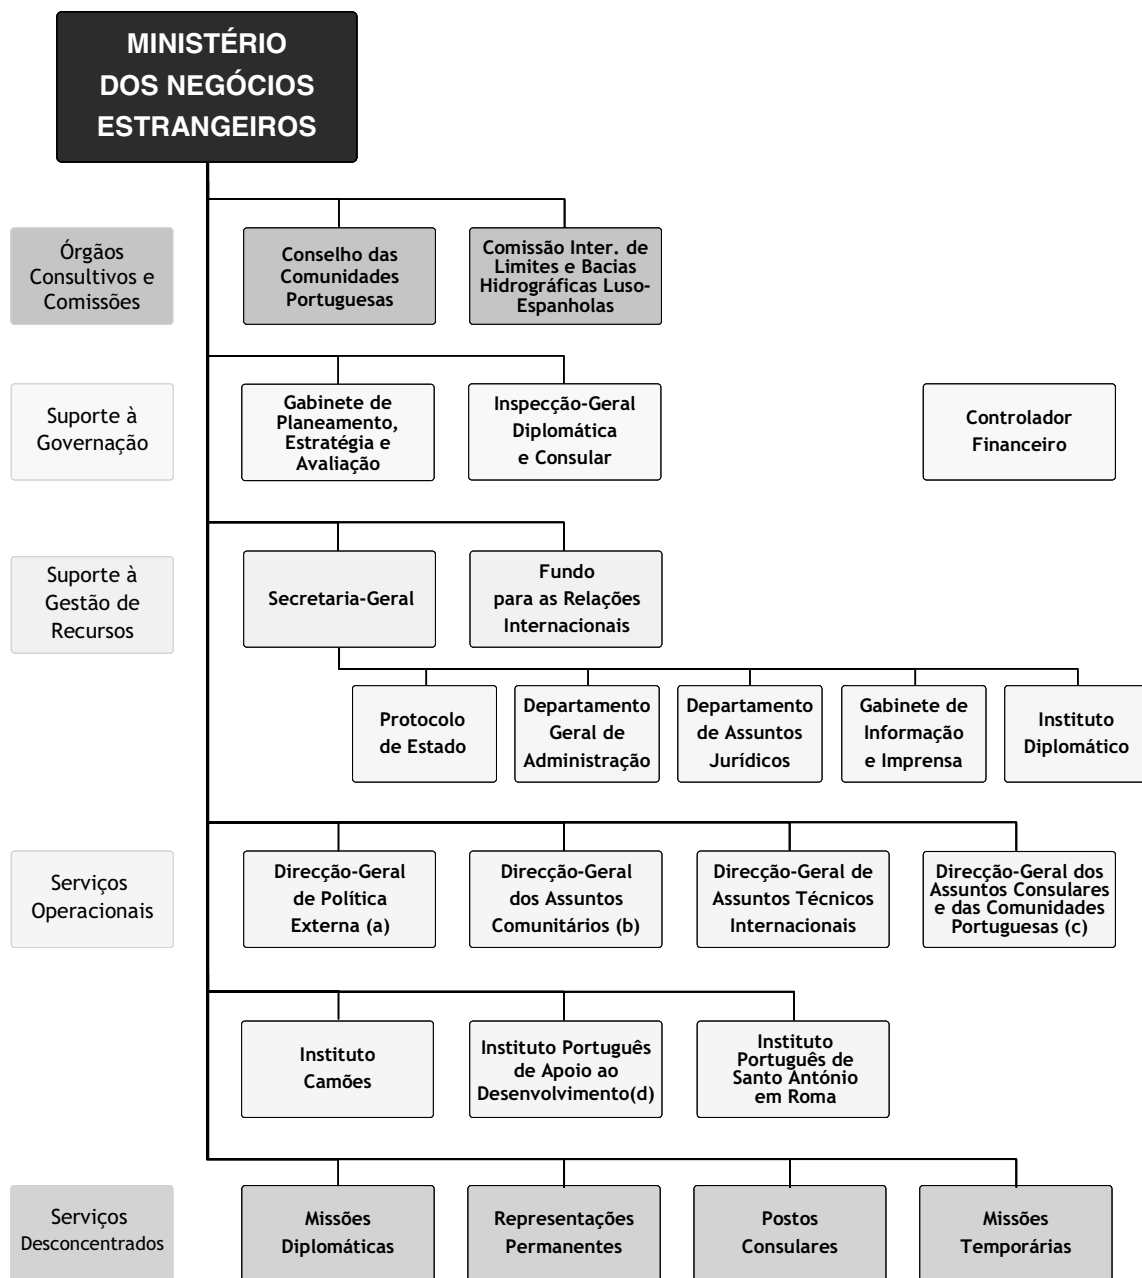 MINISTÉRIO
DOS NEGÓCIOS
ESTRANGEIROS
Órgãos
Consultivos e
Comissões
Conselho das
Comunidades
Portuguesas
Comissão Inter. de
Limites e Bacias
Hidrográficas Luso-
Espanholas
Suporte à
Governação
Gabinete de
Planeamento,
Estratégia e
Avaliação
Inspecção-Geral
Diplomática
e Consular
Controlador
Financeiro
Suporte à
Gestão de
Recursos
Secretaria-Geral
Fundo
para as Relações
Internacionais
Protocolo
de Estado
Departamento
Geral de
Administração
Departamento
de Assuntos
Jurídicos
Gabinete de
Informação
e Imprensa
Instituto
Diplomático
Serviços
Operacionais
Direcção-Geral
de Política
Externa (a)
Direcção-Geral
dos Assuntos
Comunitários (b)
Direcção-Geral de
Assuntos Técnicos
Internacionais
Direcção-Geral dos
Assuntos Consulares
e das Comunidades
Portuguesas (c)
Instituto
Camões
Instituto Português
de Apoio ao
Desenvolvimento(d)
Instituto
Português de
Santo António
em Roma
Serviços
Desconcentrados
Missões
Diplomáticas
Representações
Permanentes
Postos
Consulares
Missões
Temporárias